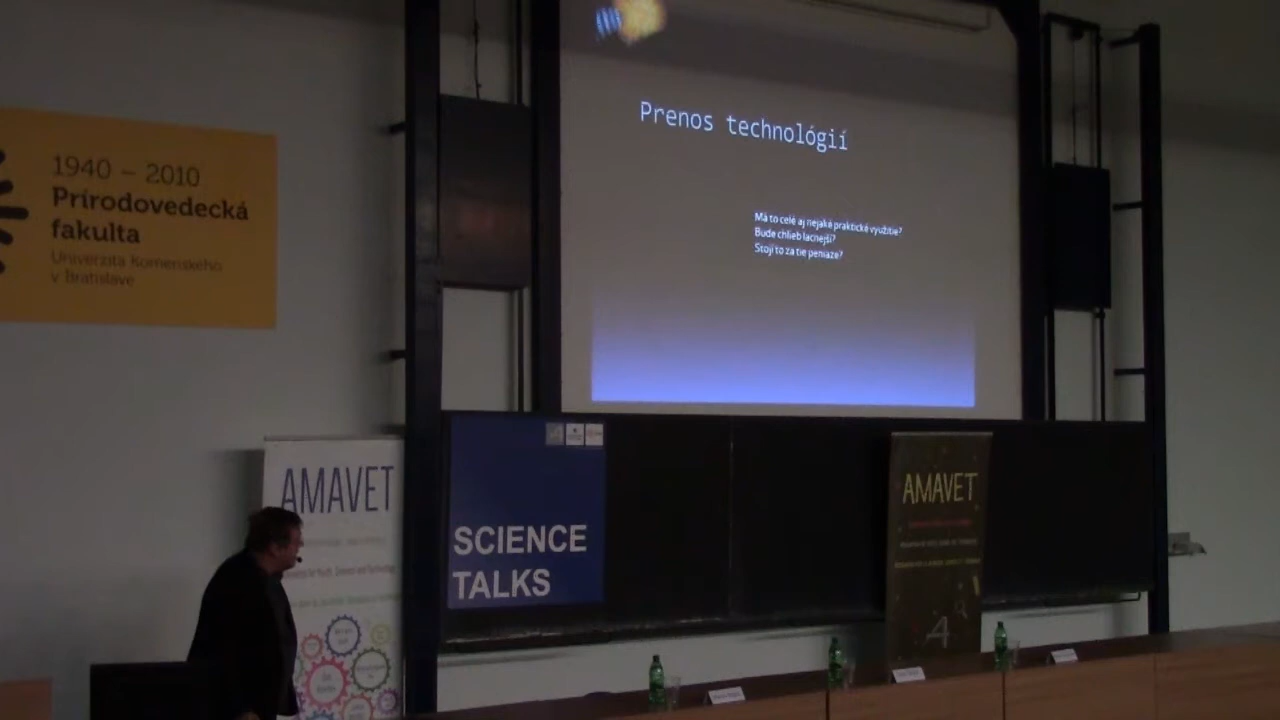 1940 – 2010
Prírodovedecká
fakulta
Univerzita Komenského
v Bratislave
Prenos technológií
Má to celé aj nejaké praktické využitie?
Bude chlieb lacnejší?
Stojí to za tie peniaze?
AMAVET
SCIENCE
TALKS
AMAVET